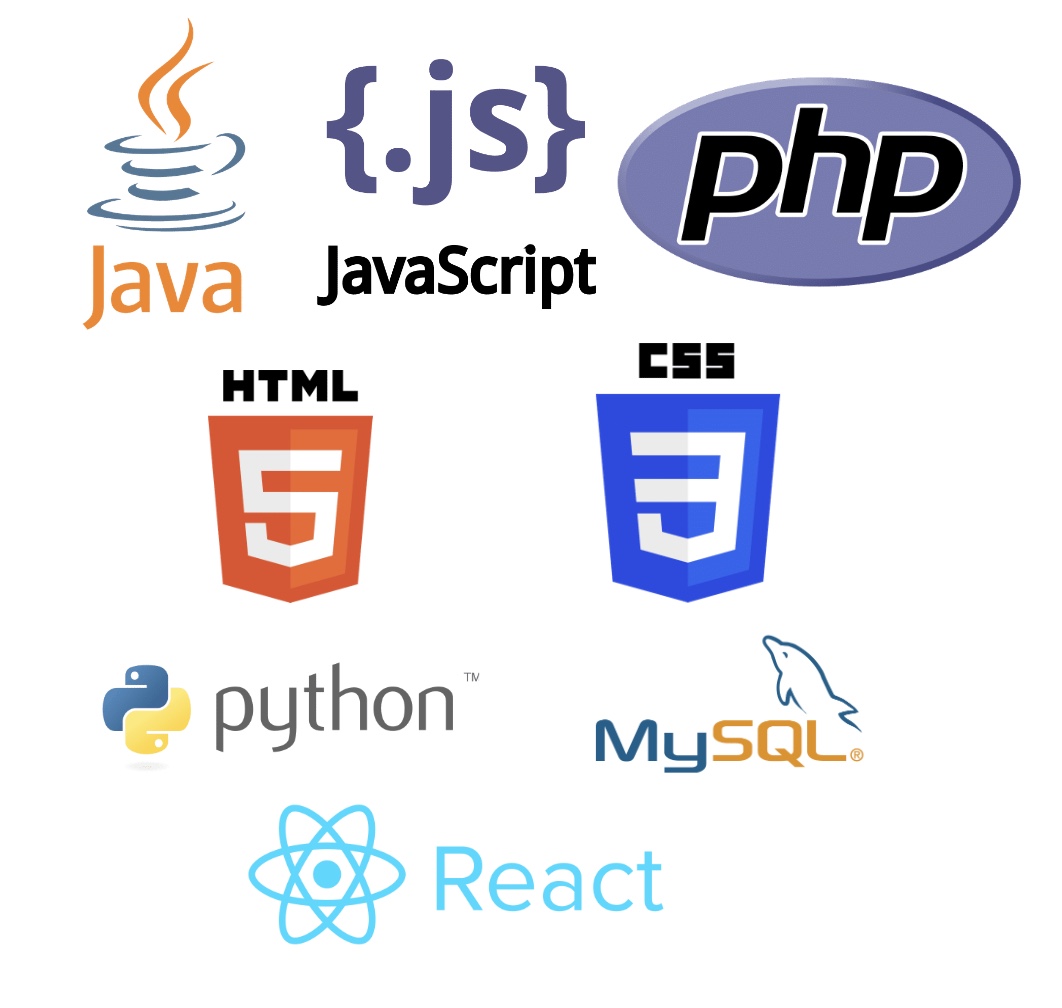 {.js}
php
Java
JavaScript
HTML
5
CSS
3
python™
MySQL®
React